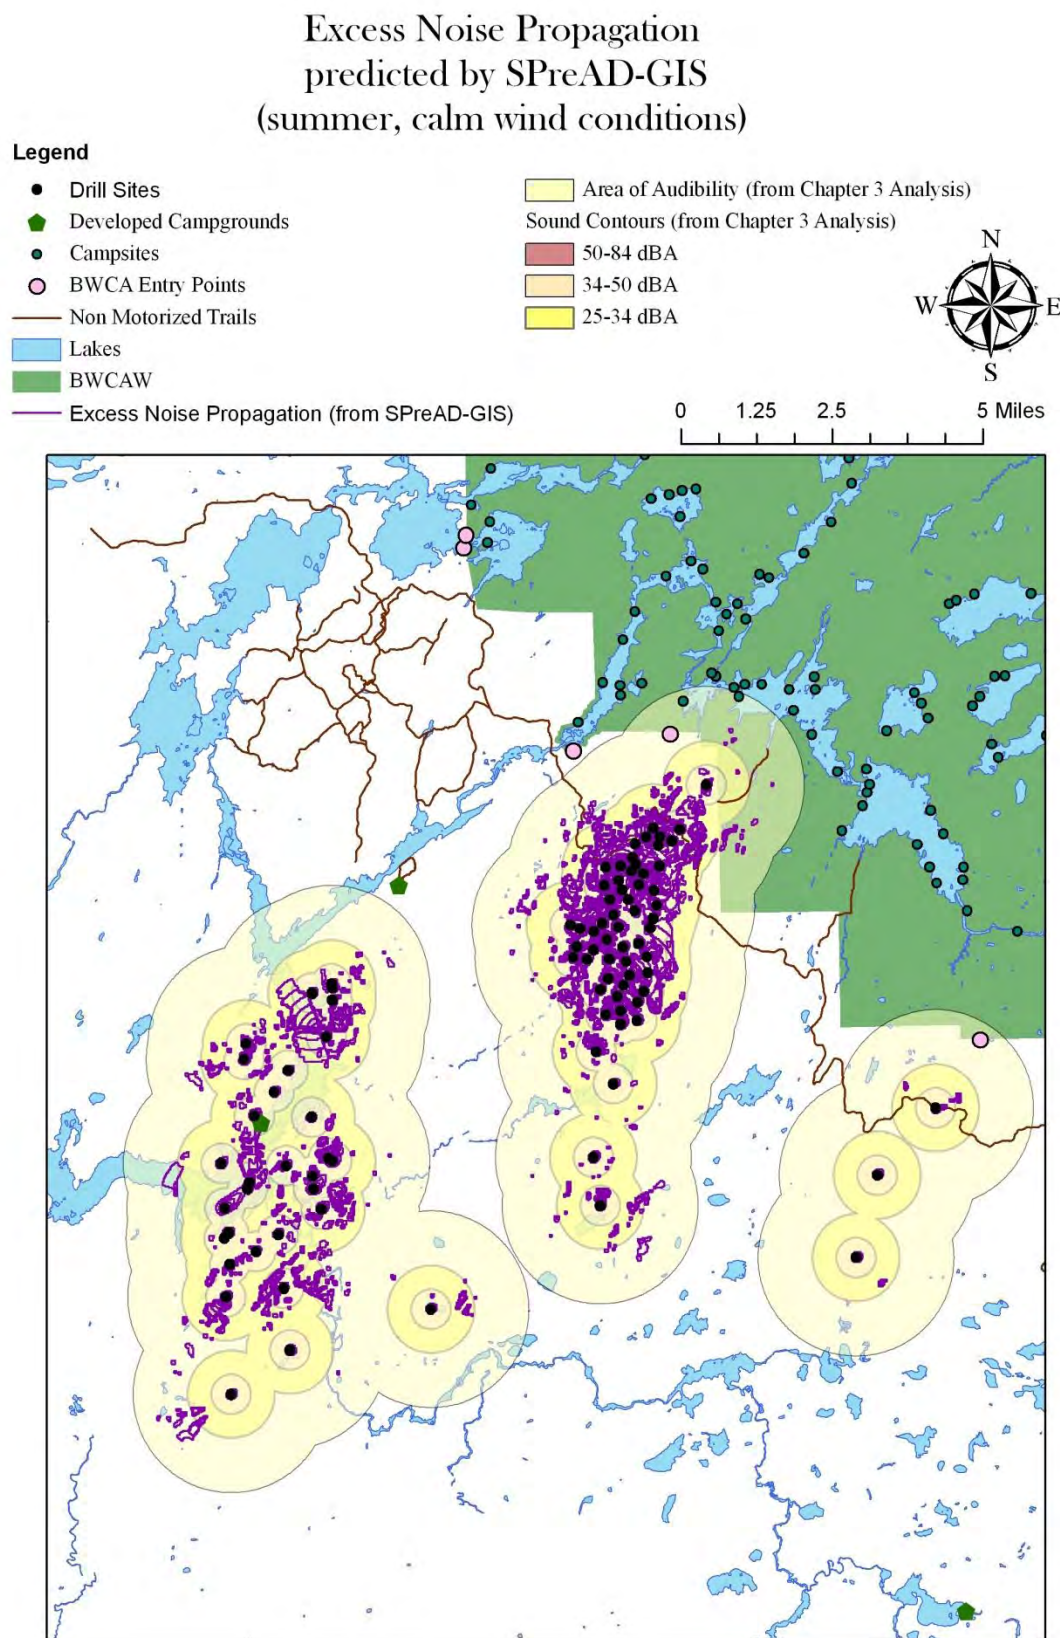 Excess Noise Propagation
predicted by SPreAD-GIS
(summer, calm wind conditions)
Legend
Drill Sites
Developed Campgrounds
Campsites
BWCA Entry Points
Non Motorized Trails
Lakes
BWCAW
Excess Noise Propagation (from SPreAD-GIS)
Area of Audibility (from Chapter 3 Analysis)
Sound Contours (from Chapter 3 Analysis)
50-84 dBA
34-50 dBA
25-34 dBA
N
W E
S
0 1.25 2.5 5 Miles